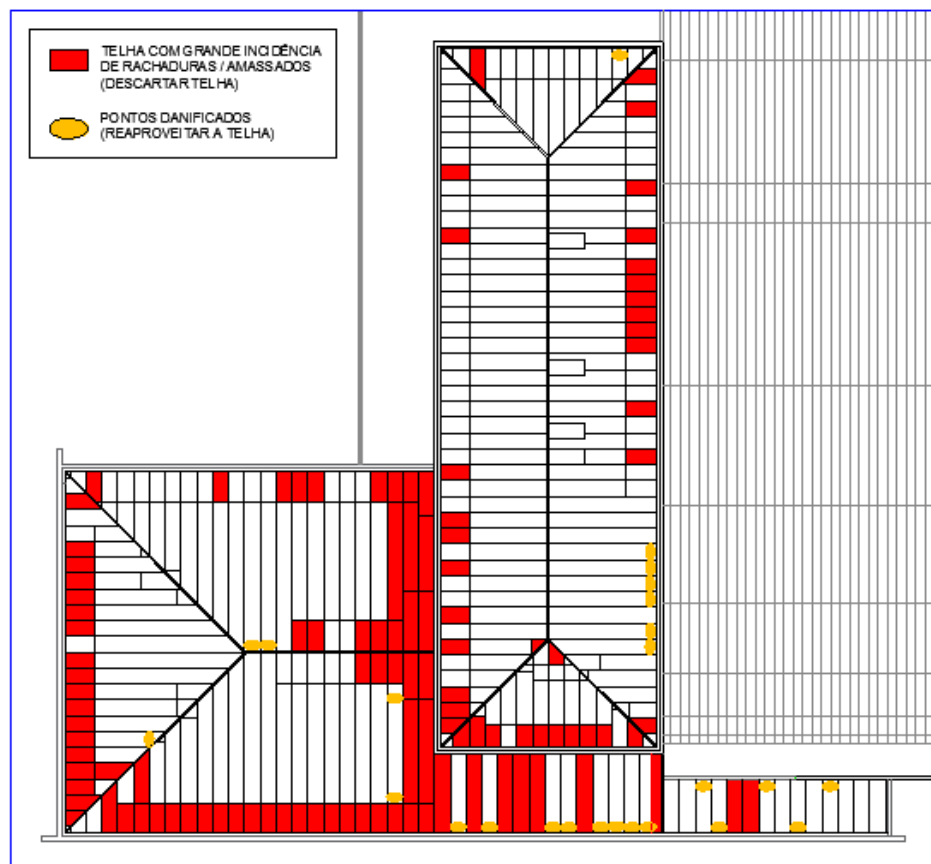 TELHA COM GRANDE INCIDÊNCIA
DE RACHADURAS / AMASSADOS
(DESCARTAR TELHA)
PONTOS DANIFICADOS
(REAPROVEITAR A TELHA)